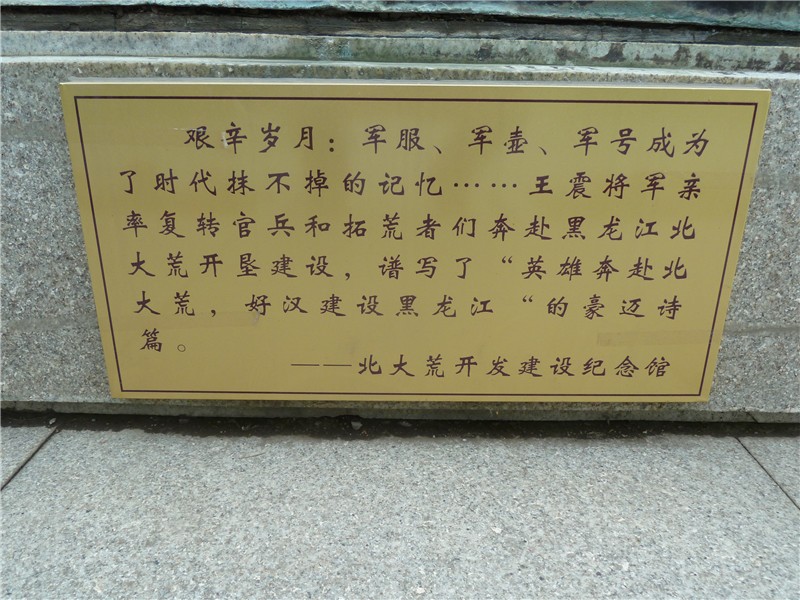 艰辛岁月：军服、军壶、军号成为
了时代抹不掉的记忆……王震将军亲
率复转官兵和拓荒者们奔赴黑龙江北
大荒开垦建设，谱写了“英雄奔赴北
大荒，好汉建设黑龙江“的豪迈诗
篇。
——北大荒开发建设纪念馆